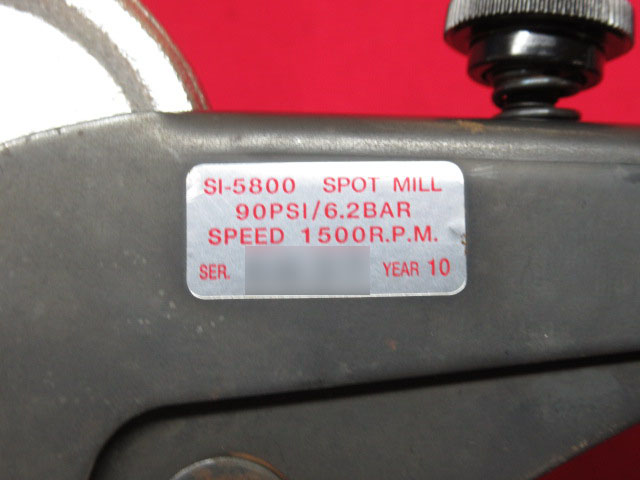 SI-5800 SPOT MILL
90PSI/6.2BAR
SPEED 1500R.P.M.
SER. YEAR 10